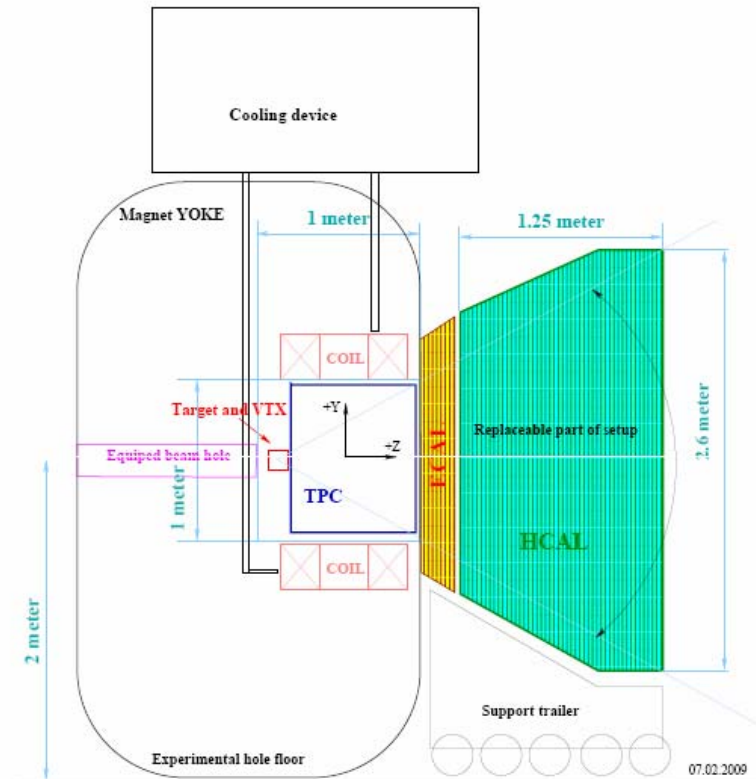 Cooling device
Magnet YOKE
1 meter
1.25 meter
COIL
Target and VTX
+Y
+Z
Equiped beam hole
TPC
1 meter
ECAL
Replaceable part of setup
2.6 meter
HCAL
COIL
2 meter
Support trailer
Experimental hole floor
07.02.2009